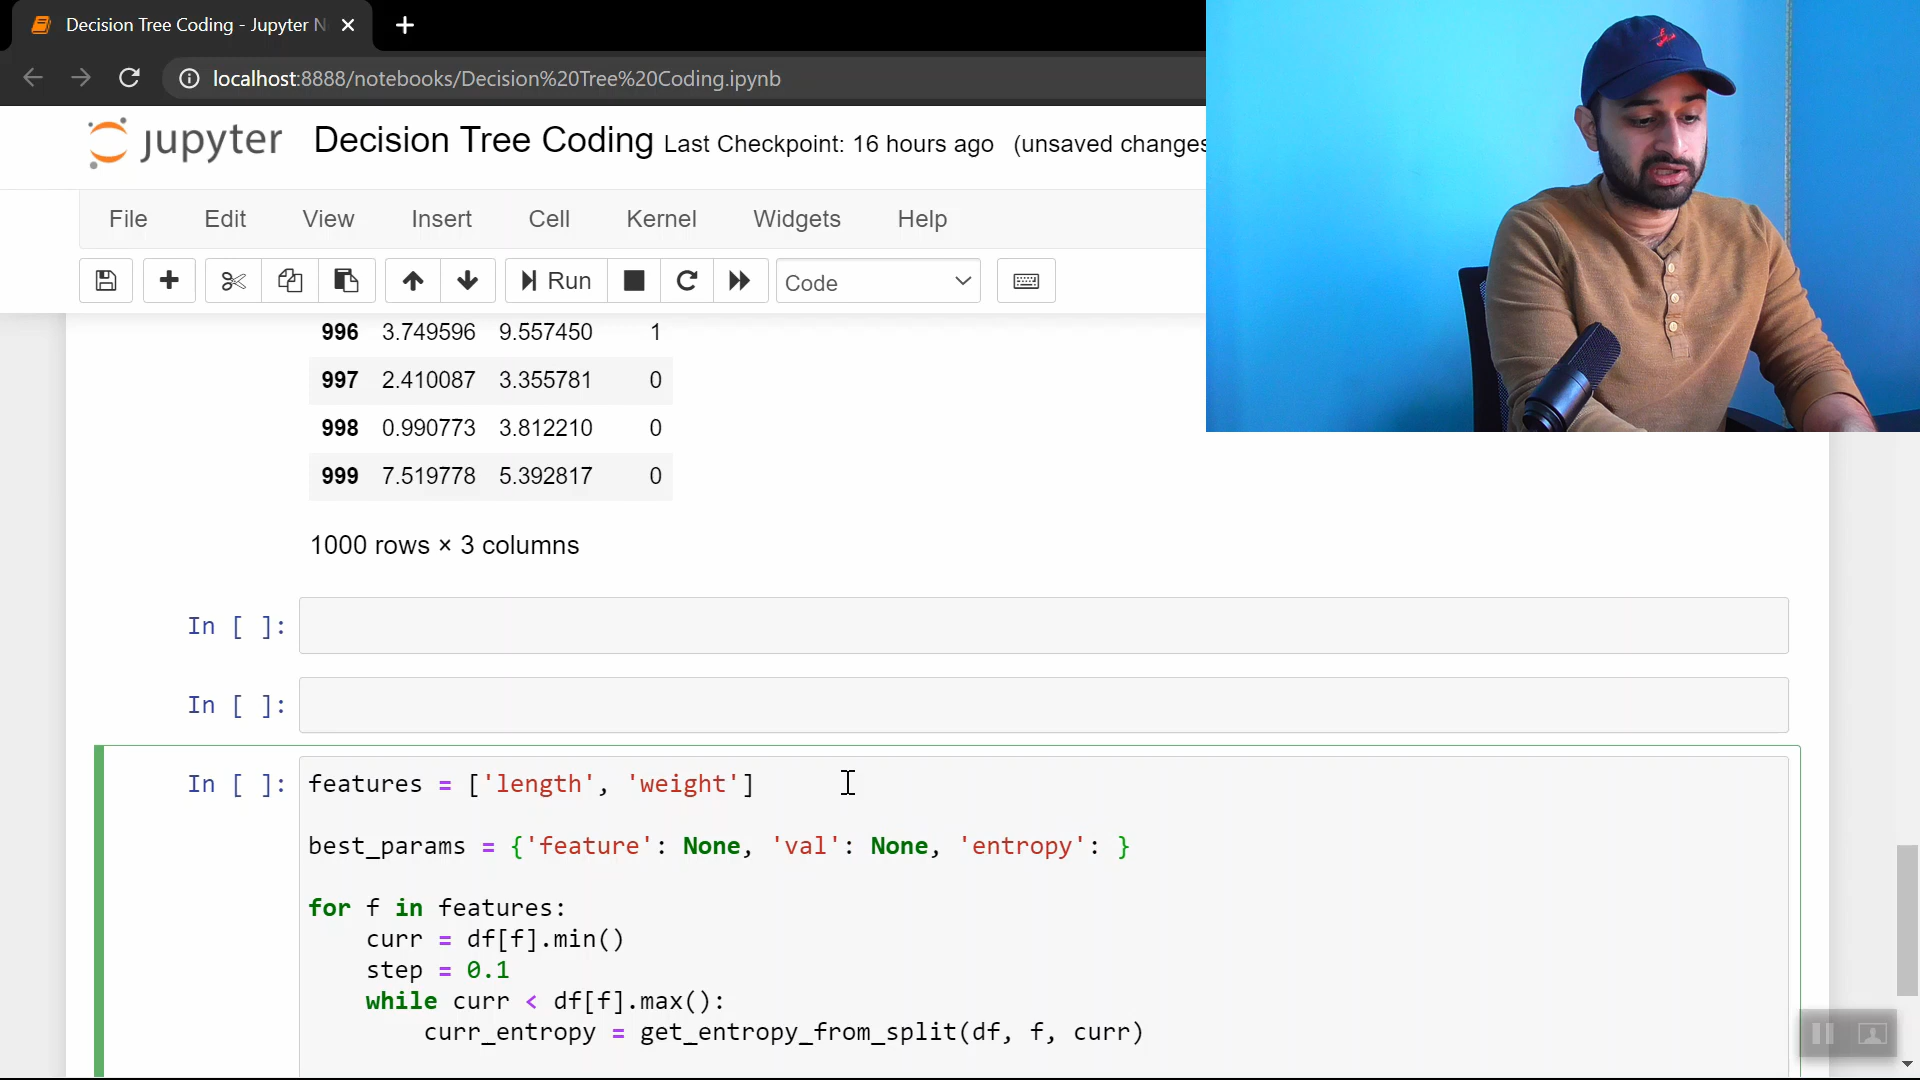 Decision Tree Coding - Jupyter N
localhost:8888/notebooks/Decision%20Tree%20Coding.ipynb
jupyter Decision Tree Coding Last Checkpoint: 16 hours ago (unsaved changes
File Edit View Insert Cell Kernel Widgets Help
Run Code
996 3.749596 9.557450 1
997 2.410087 3.355781 0
998 0.990773 3.812210 0
999 7.519778 5.392817 0
1000 rows × 3 columns
In [ ]:
In [ ]:
In [ ]: features = ['length', 'weight']
best_params = {'feature': None, 'val': None, 'entropy': }
for f in features:
curr = df[f].min()
step = 0.1
while curr < df[f].max():
curr_entropy = get_entropy_from_split(df, f, curr)